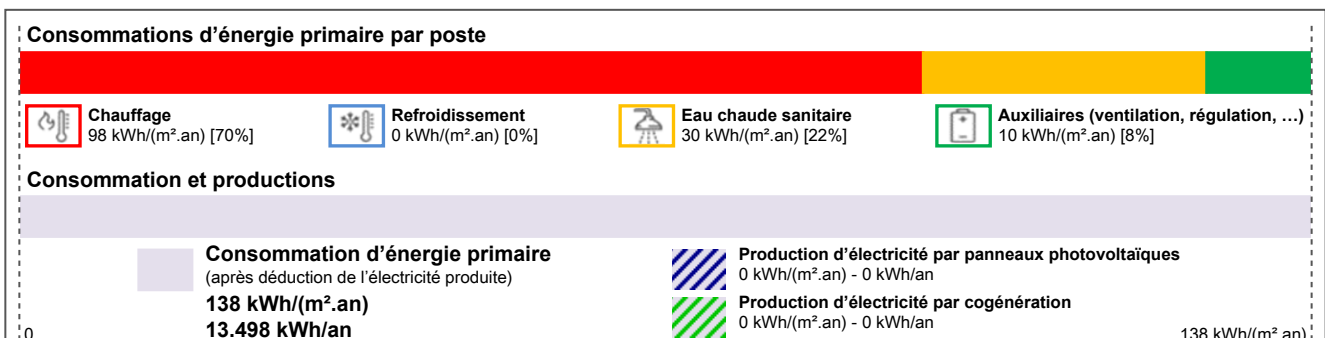 Consommations d’énergie primaire par poste
Chauffage
98 kWh/(m².an) [70%]
Refroidissement
0 kWh/(m².an) [0%]
Eau chaude sanitaire
30 kWh/(m².an) [22%]
Auxiliaires (ventilation, régulation, …)
10 kWh/(m².an) [8%]
Consommation et productions
Consommation d’énergie primaire
(après déduction de l’électricité produite)
138 kWh/(m².an)
13.498 kWh/an
Production d’électricité par panneaux photovoltaïques
0 kWh/(m².an) - 0 kWh/an
Production d’électricité par cogénération
0 kWh/(m².an) - 0 kWh/an
0
138 kWh/(m².an)